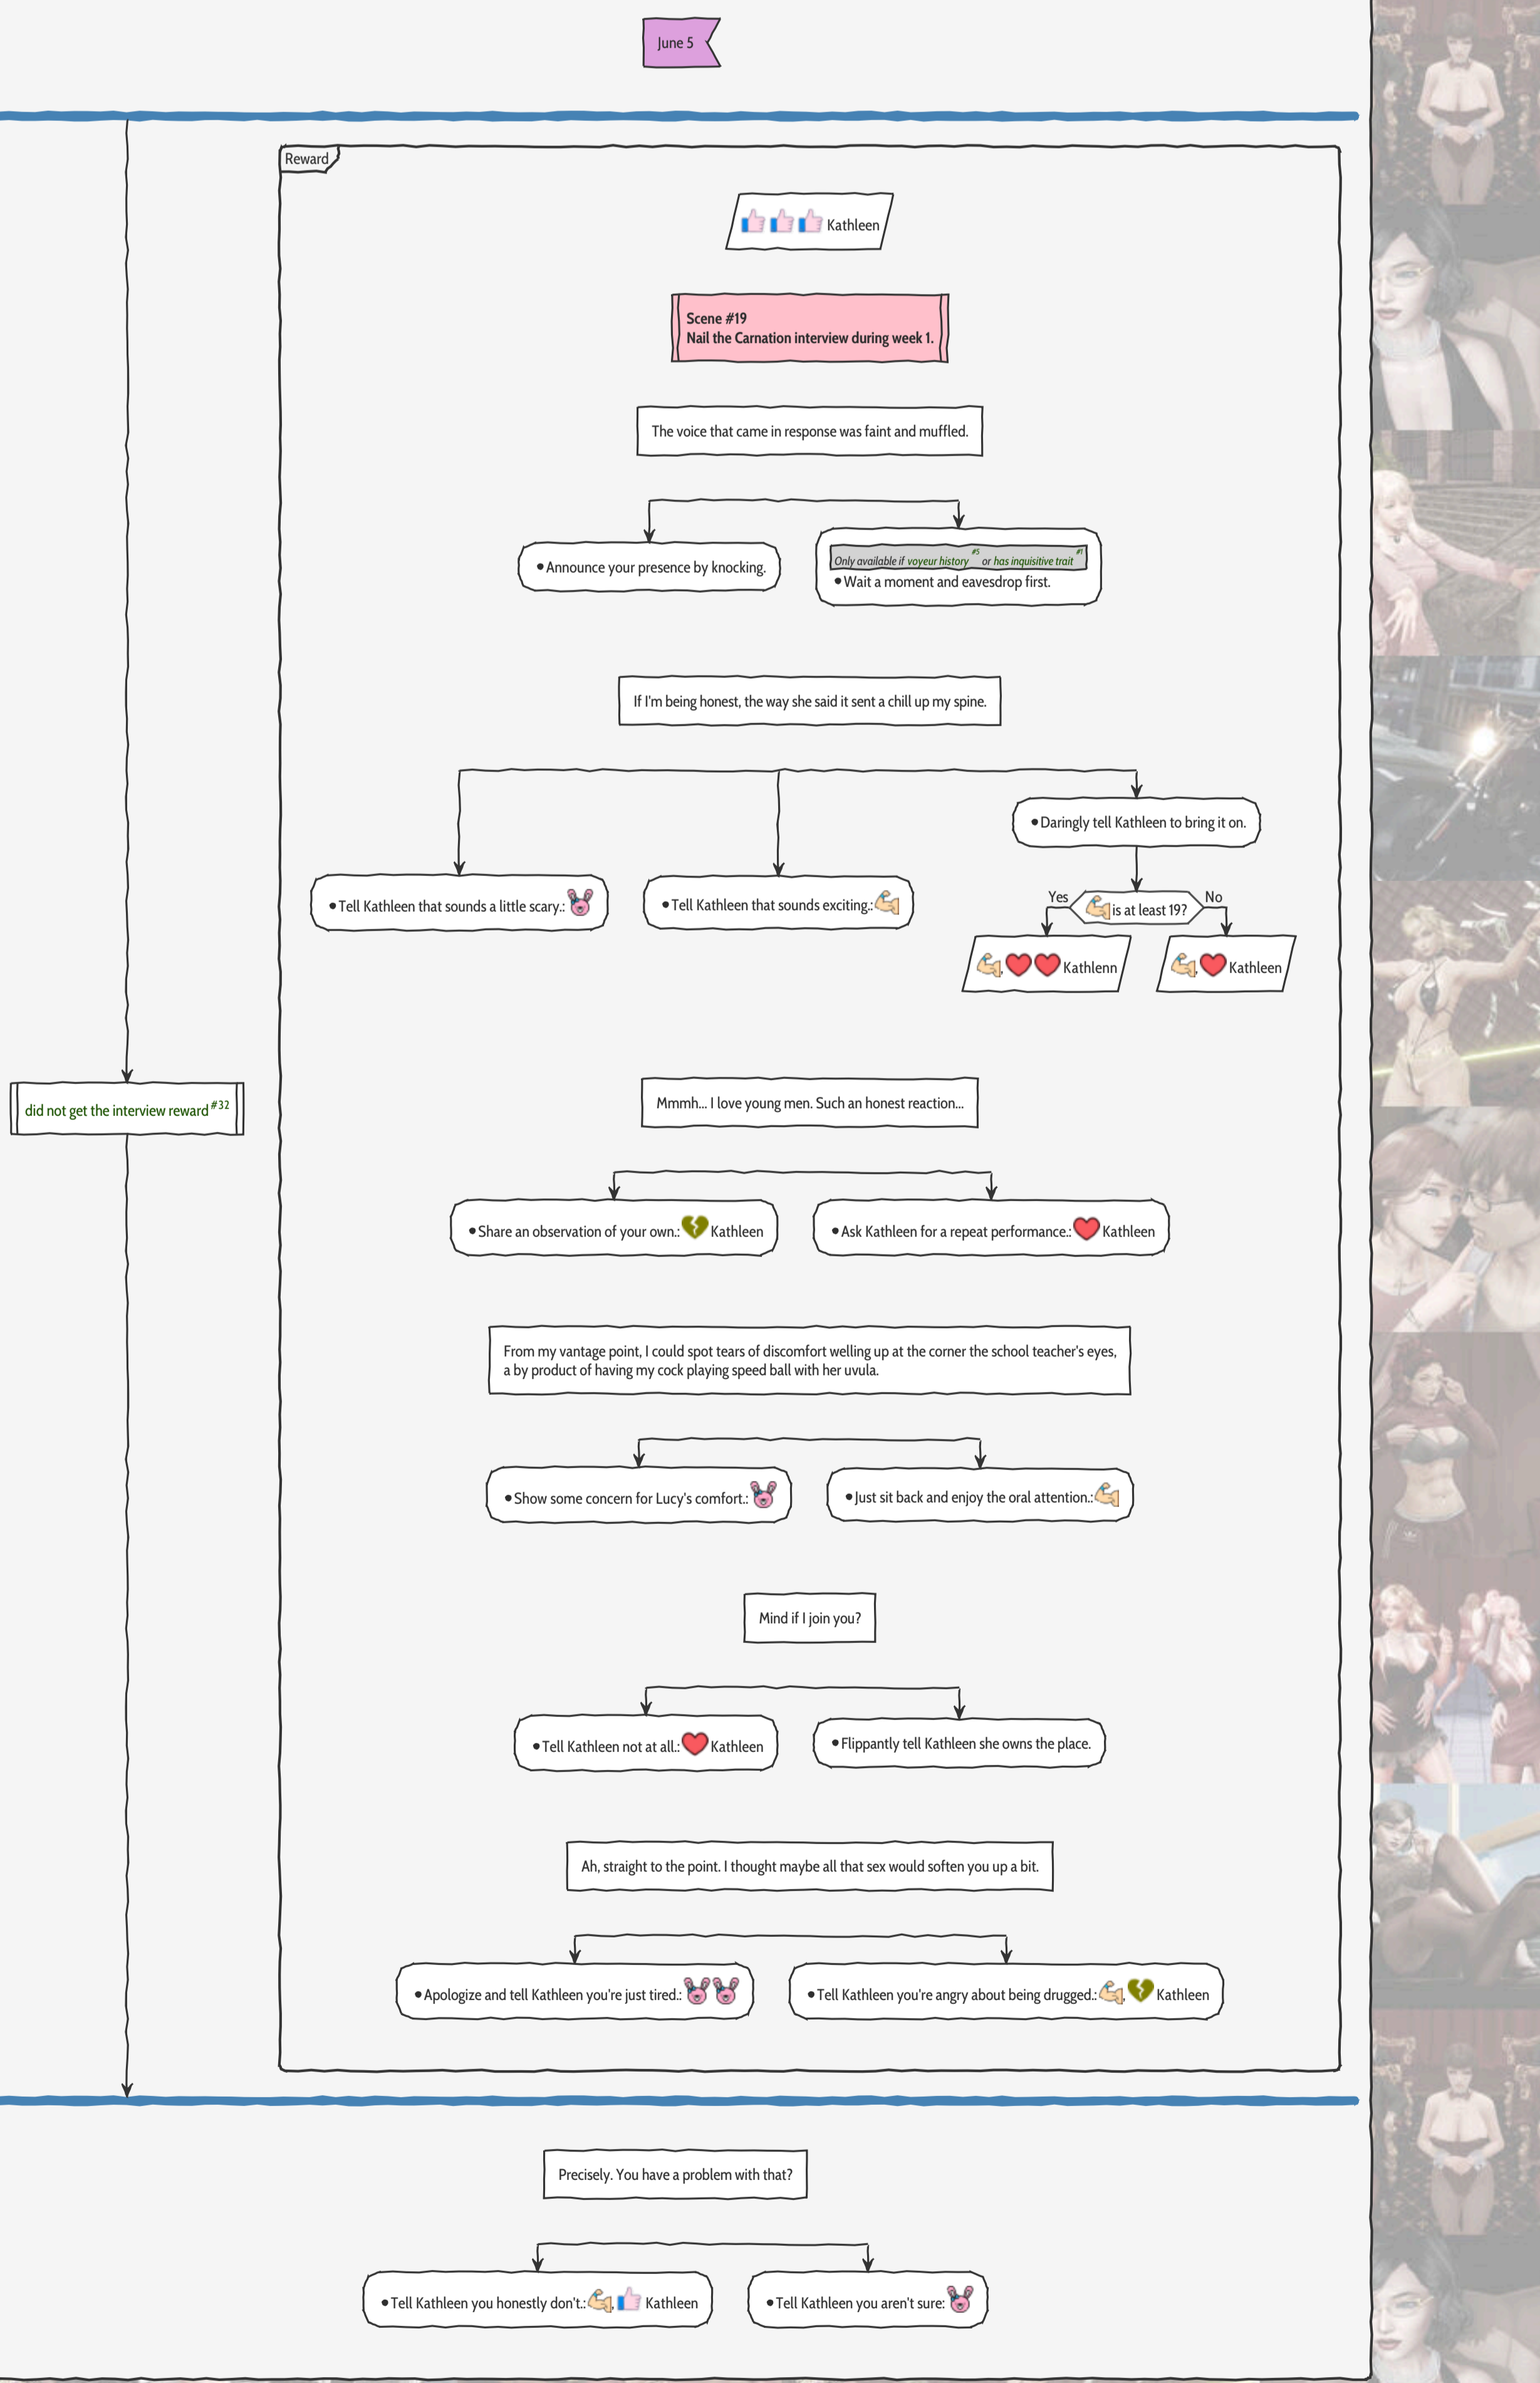 June 5
Reward
Kathleen
Scene #19
Nail the Carnation interview during week 1.
The voice that came in response was faint and muffled.
•Announce your presence by knocking.
Only available if voyeur history #5 or has inquisitive trait #1
•Wait a moment and eavesdrop first.
If I'm being honest, the way she said it sent a chill up my spine.
•Daringly tell Kathleen to bring it on.
•Tell Kathleen that sounds a little scary.:
•Tell Kathleen that sounds exciting.:
Yes
is at least 19?
No
, Kathlenn
, Kathleen
did not get the interview reward #32
Mmmh... I love young men. Such an honest reaction...
•Share an observation of your own.: Kathleen
•Ask Kathleen for a repeat performance.: Kathleen
From my vantage point, I could spot tears of discomfort welling up at the corner the school teacher's eyes,
a by product of having my cock playing speed ball with her uvula.
•Show some concern for Lucy's comfort.:
•Just sit back and enjoy the oral attention.:
Mind if I join you?
•Tell Kathleen not at all.: Kathleen
•Flippantly tell Kathleen she owns the place.
Ah, straight to the point. I thought maybe all that sex would soften you up a bit.
•Apologize and tell Kathleen you're just tired.:
•Tell Kathleen you're angry about being drugged.: , Kathleen
Precisely. You have a problem with that?
•Tell Kathleen you honestly don't.: , Kathleen
•Tell Kathleen you aren't sure: